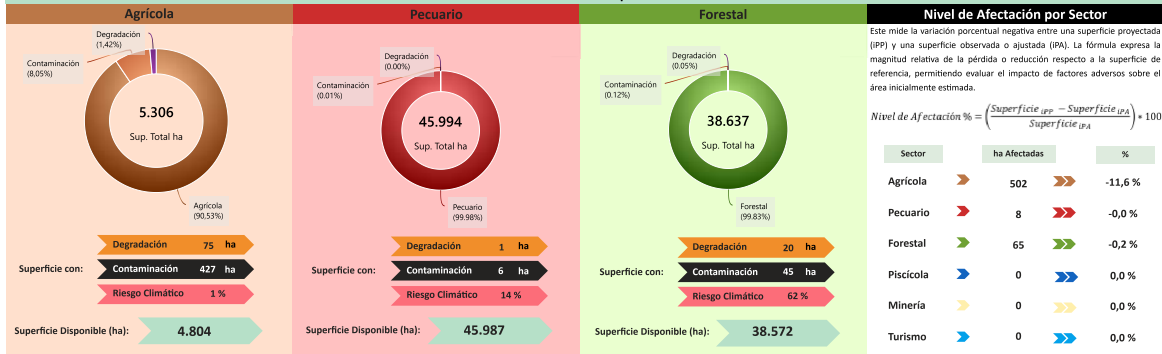 Agrícola
Degradación
(1,42%)
Contaminación
(8.05%)
5.306
Sup. Total ha
Agrícola
(90,53%)
Superficie con:
Degradación 75 ha
Contaminación 427 ha
Riesgo Climático 1 %
Superficie Disponible (ha): 4.804
Pecuario
Degradación
(0.00%)
Contaminación
(0.01%)
45.994
Sup. Total ha
Pecuario
(99.98%)
Superficie con:
Degradación 1 ha
Contaminación 6 ha
Riesgo Climático 14 %
Superficie Disponible (ha): 45.987
Forestal
Degradación
(0.05%)
Contaminación
(0.12%)
38.637
Sup. Total ha
Forestal
(99.83%)
Superficie con:
Degradación 20 ha
Contaminación 45 ha
Riesgo Climático 62 %
Superficie Disponible (ha): 38.572
Nivel de Afectación por Sector
Este mide la variación porcentual negativa entre una superficie proyectada
(iPP) y una superficie observada o ajustada (iPA). La fórmula expresa la
magnitud relativa de la pérdida o reducción respecto a la superficie de
referencia, permitiendo evaluar el impacto de factores adversos sobre el
área inicialmente estimada.
Nivel de Afectación % = (Superficie iPP − Superficie iPA / Superficie iPA) * 100
Sector ha Afectadas %
Agrícola 502 -11,6 %
Pecuario 8 -0,0 %
Forestal 65 -0,2 %
Piscícola 0 0,0 %
Minería 0 0,0 %
Turismo 0 0,0 %